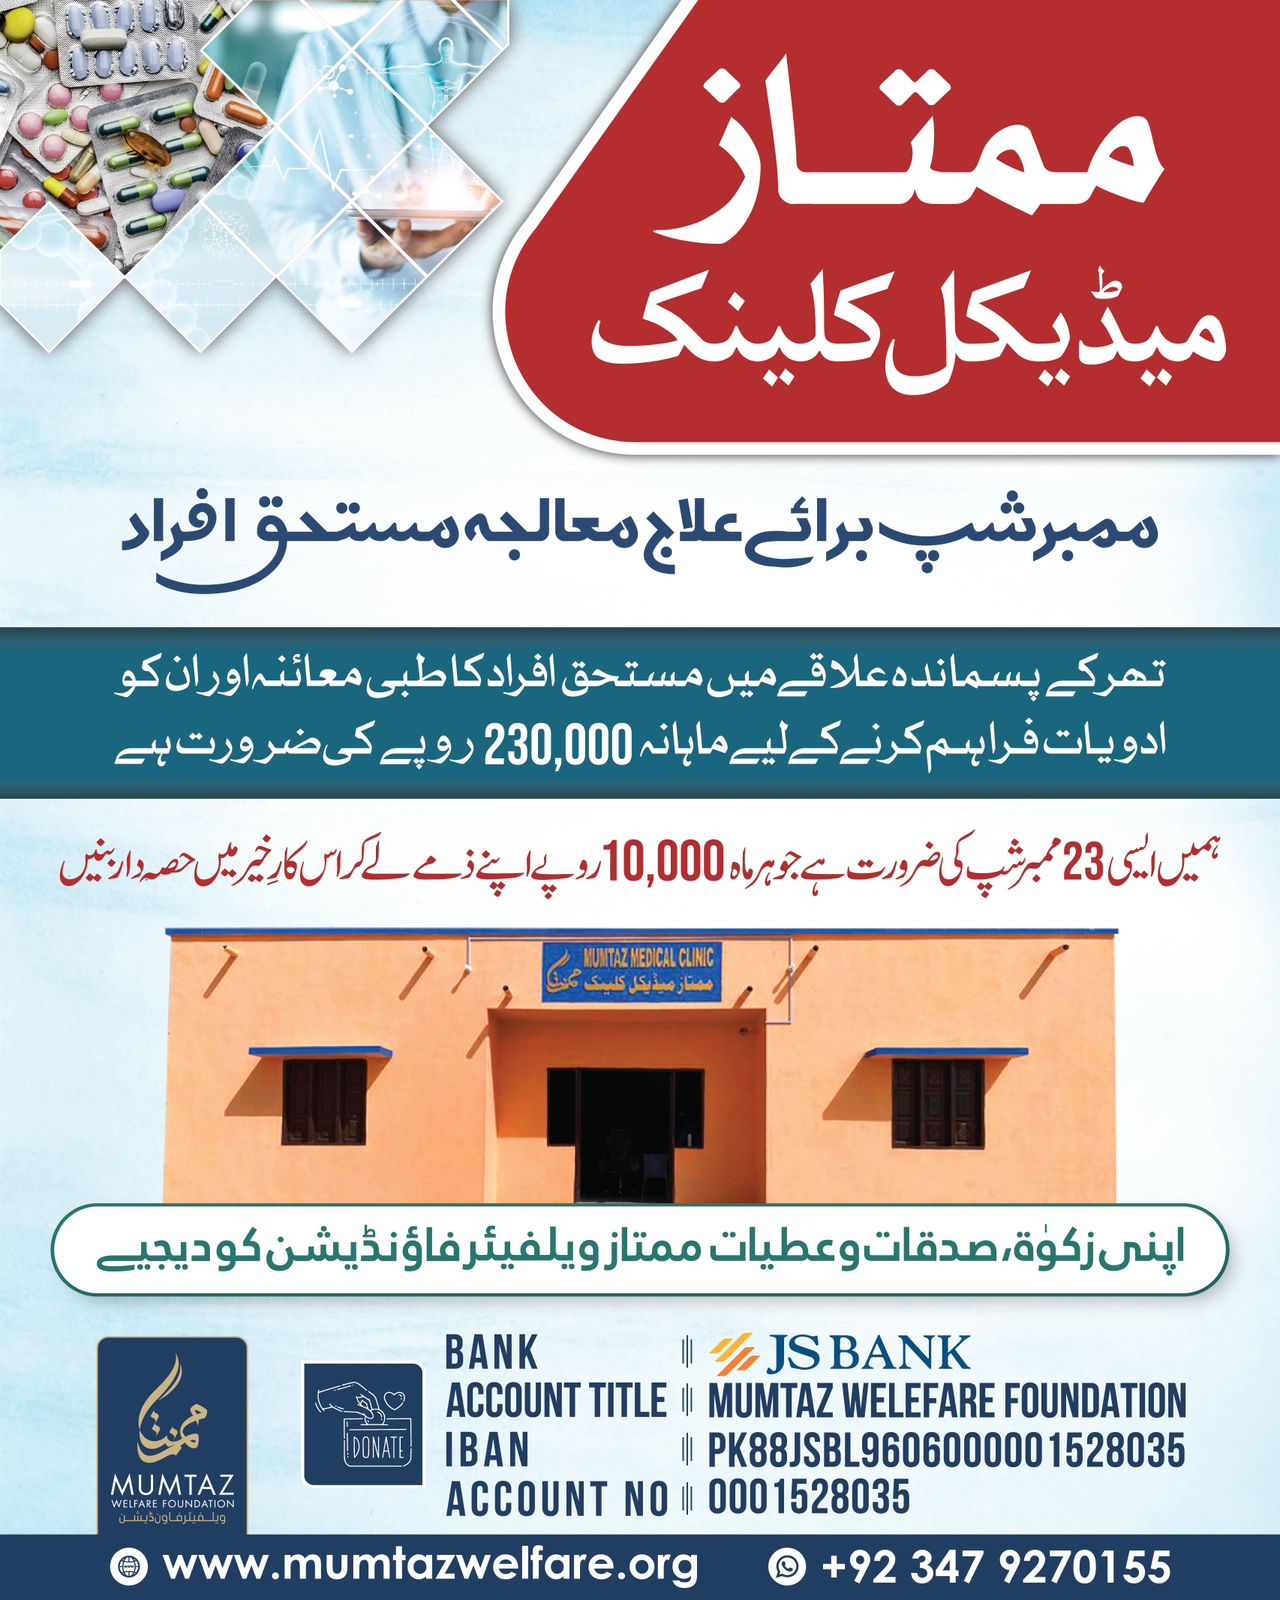 ممتاز
میڈیکل کلینک
ممبرشپ برائے علاج معالجہ مستحق افراد
تھر کے پسماندہ علاقے میں مستحق افراد کا طبی معائنہ اور ان کو
ادویات فراہم کرنے کے لیے ماہانہ 230,000 روپے کی ضرورت ہے
ہمیں ایسی 23 ممبرشپ کی ضرورت ہے جو ہر ماہ 10,000 روپے اپنے ذمے لے کر اس کارِ خیر میں حصہ دار بنیں
MUMTAZ MEDICAL CLINIC
ممتاز میڈیکل کلینک
اپنی زکوٰۃ، صدقات و عطیات ممتاز ویلفیئر فاؤنڈیشن کو دیجیے
BANK JS BANK
ACCOUNT TITLE MUMTAZ WELEFARE FOUNDATION
IBAN PK88JSBL9606000001528035
ACCOUNT NO 0001528035
DONATE
ممتاز
MUMTAZ
WELFARE FOUNDATION
ویلفیئر فاون ڈیشن
www.mumtazwelfare.org
+92 347 9270155